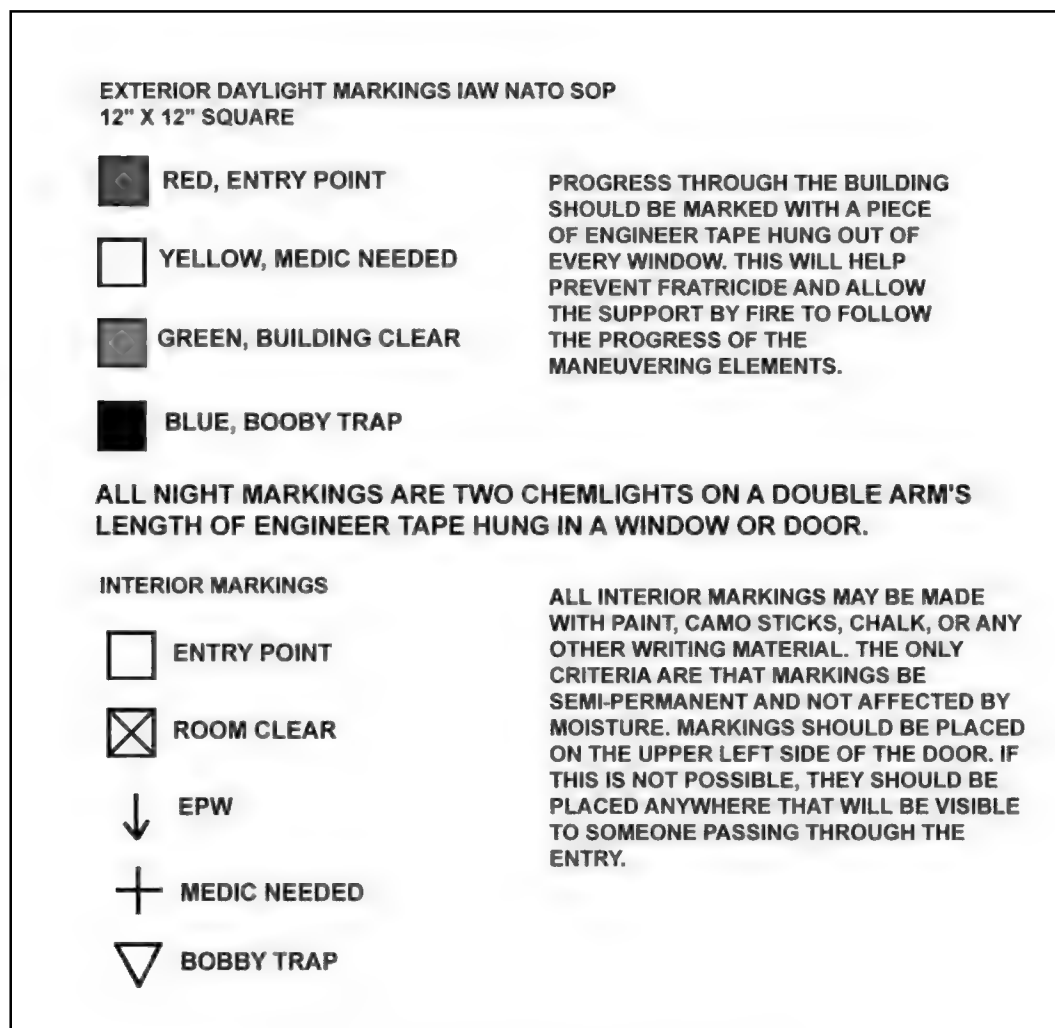 EXTERIOR DAYLIGHT MARKINGS IAW NATO SOP
12" X 12" SQUARE
RED, ENTRY POINT
YELLOW, MEDIC NEEDED
GREEN, BUILDING CLEAR
BLUE, BOOBY TRAP
PROGRESS THROUGH THE BUILDING
SHOULD BE MARKED WITH A PIECE
OF ENGINEER TAPE HUNG OUT OF
EVERY WINDOW. THIS WILL HELP
PREVENT FRATRICIDE AND ALLOW
THE SUPPORT BY FIRE TO FOLLOW
THE PROGRESS OF THE
MANEUVERING ELEMENTS.
ALL NIGHT MARKINGS ARE TWO CHEMLIGHTS ON A DOUBLE ARM'S
LENGTH OF ENGINEER TAPE HUNG IN A WINDOW OR DOOR.
INTERIOR MARKINGS
ENTRY POINT
ROOM CLEAR
EPW
MEDIC NEEDED
BOBBY TRAP
ALL INTERIOR MARKINGS MAY BE MADE
WITH PAINT, CAMO STICKS, CHALK, OR ANY
OTHER WRITING MATERIAL. THE ONLY
CRITERIA ARE THAT MARKINGS BE
SEMI-PERMANENT AND NOT AFFECTED BY
MOISTURE. MARKINGS SHOULD BE PLACED
ON THE UPPER LEFT SIDE OF THE DOOR. IF
THIS IS NOT POSSIBLE, THEY SHOULD BE
PLACED ANYWHERE THAT WILL BE VISIBLE
TO SOMEONE PASSING THROUGH THE
ENTRY.